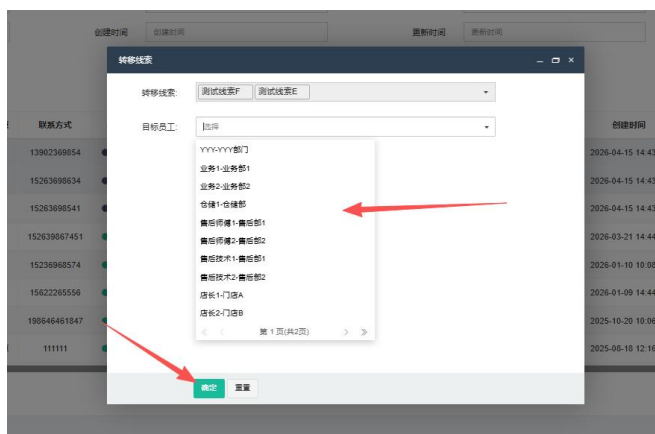 创建时间 创建时间 更新时间 更新时间
转移线索
转移线索: 测试线索F 测试线索E
目标员工: 选择
YYY-YYY部门
业务1-业务部1
业务2-业务部2
仓储1-仓储部
售后师傅1-售后部1
售后师傅2-售后部2
售后技术1-售后部1
售后技术2-售后部2
店长1-门店A
店长2-门店B
第 1 页(共2页)
确定 重置
联系方式 创建时间
13902369854 2026-04-15 14:43
15263698634 2026-04-15 14:43
15263698541 2026-04-15 14:43
152639867451 2026-03-21 14:44
15236968574 2026-01-10 10:08
15622265556 2026-01-09 14:44
198646461847 2025-10-20 10:06
111111 2025-08-18 12:16